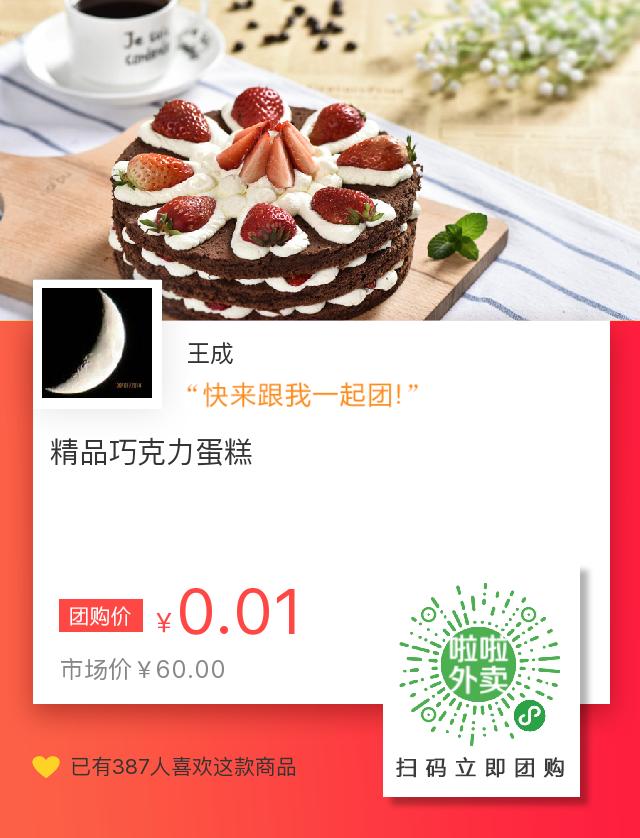 王成
“快来跟我一起团!”
精品巧克力蛋糕
团购价 ¥0.01
市场价¥60.00
啦啦
外卖
已有387人喜欢这款商品
扫码立即团购